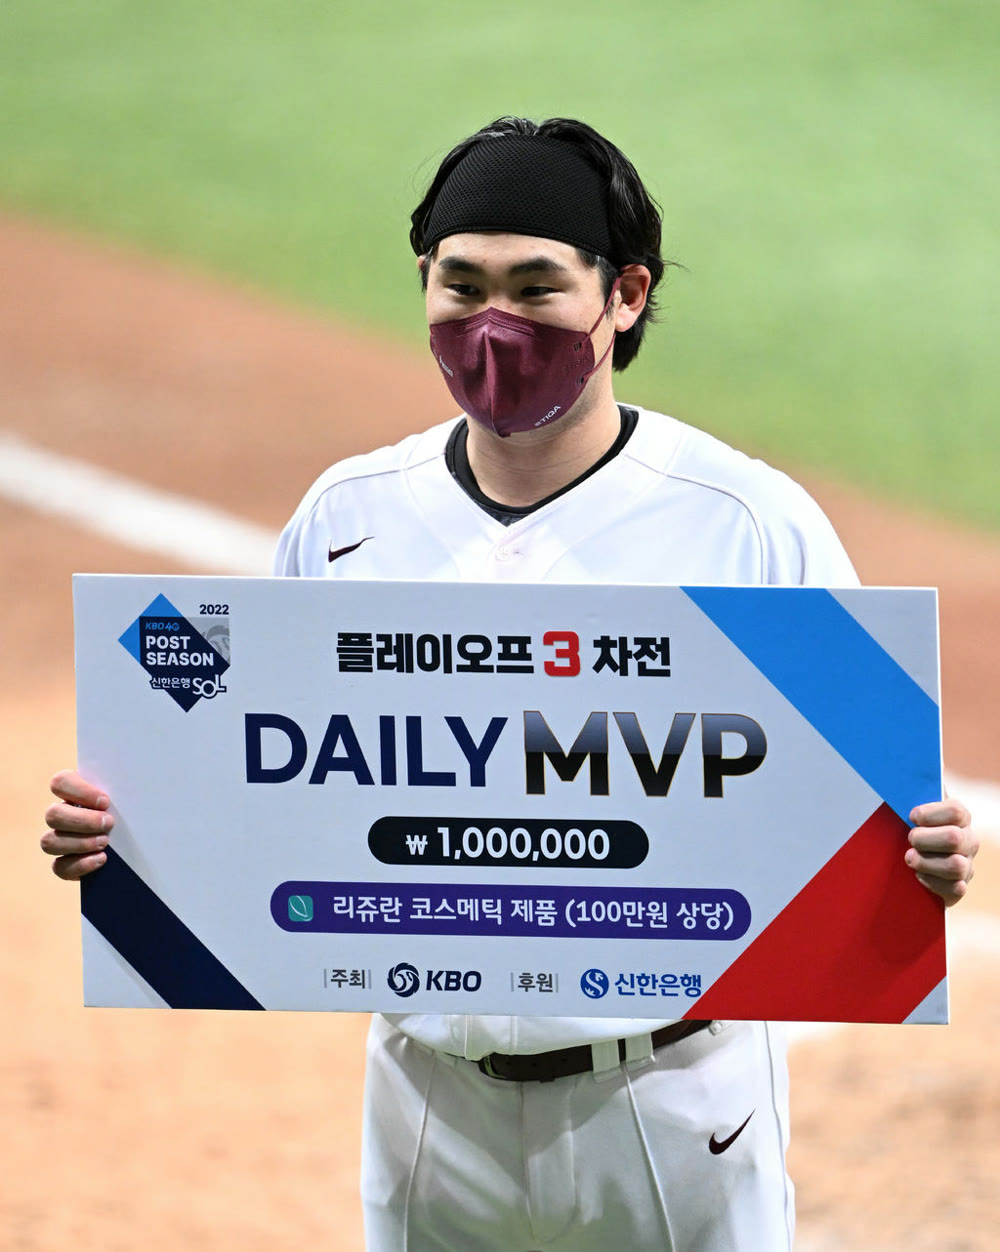 2022
KBO 40
POST
SEASON
신한은행 SOL
플레이오프 3 차전
DAILY MVP
₩ 1,000,000
리쥬란 코스메틱 제품 (100만원 상당)
주최 KBO 후원 신한은행